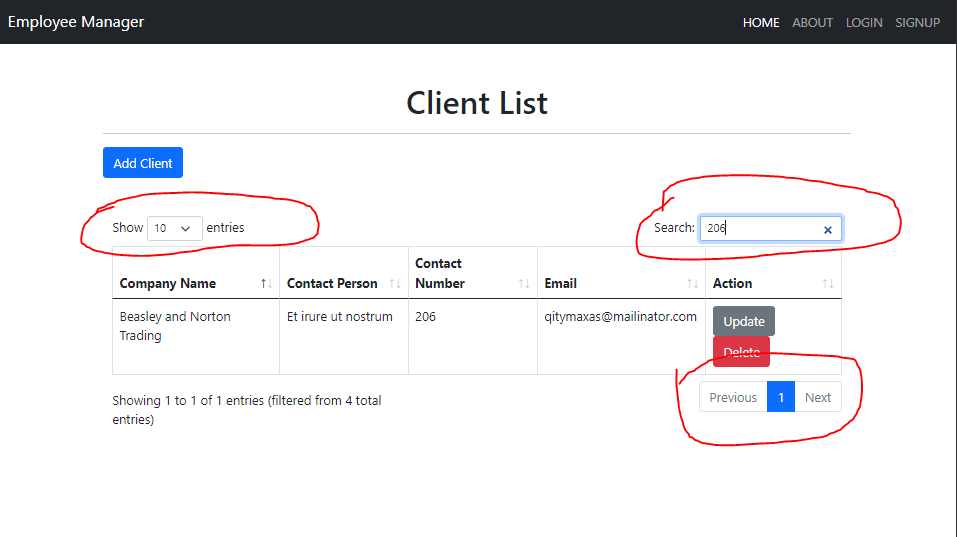 Employee Manager
HOME ABOUT LOGIN SIGNUP
Client List
Add Client
Show 10 entries
Search: 206
Company Name Contact Person Contact Number Email Action
Beasley and Norton Trading Et irure ut nostrum 206 qitymaxas@mailinator.com Update
Delete
Showing 1 to 1 of 1 entries (filtered from 4 total
entries)
Previous 1 Next